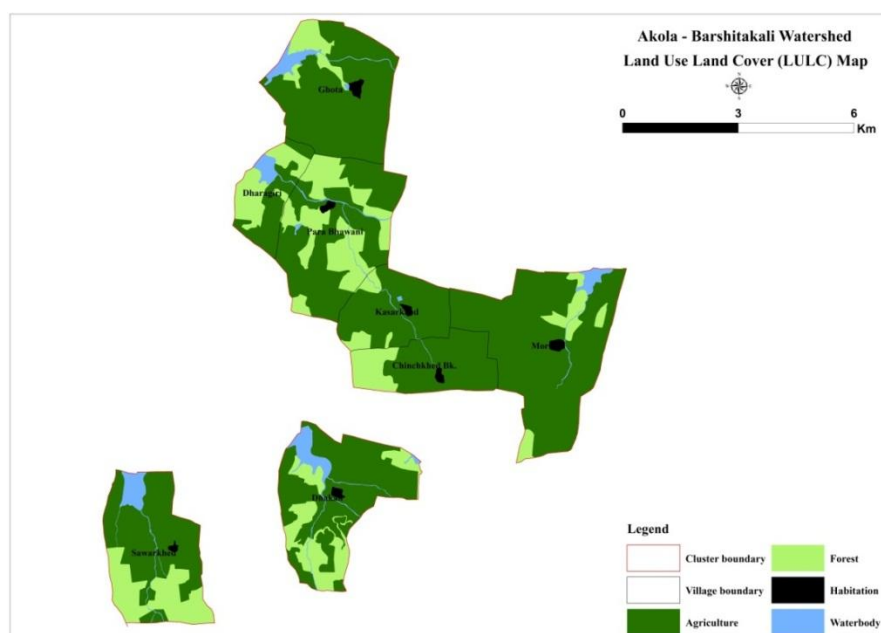 Akola - Barshitakali Watershed
Land Use Land Cover (LULC) Map
0 3 6
Km
Ghota
Para Bhawani
Kasarkhed
Chinchkhed Bk.
Sawarkhed
Legend
Cluster boundary
Village boundary
Agriculture
Forest
Habitation
Waterbody